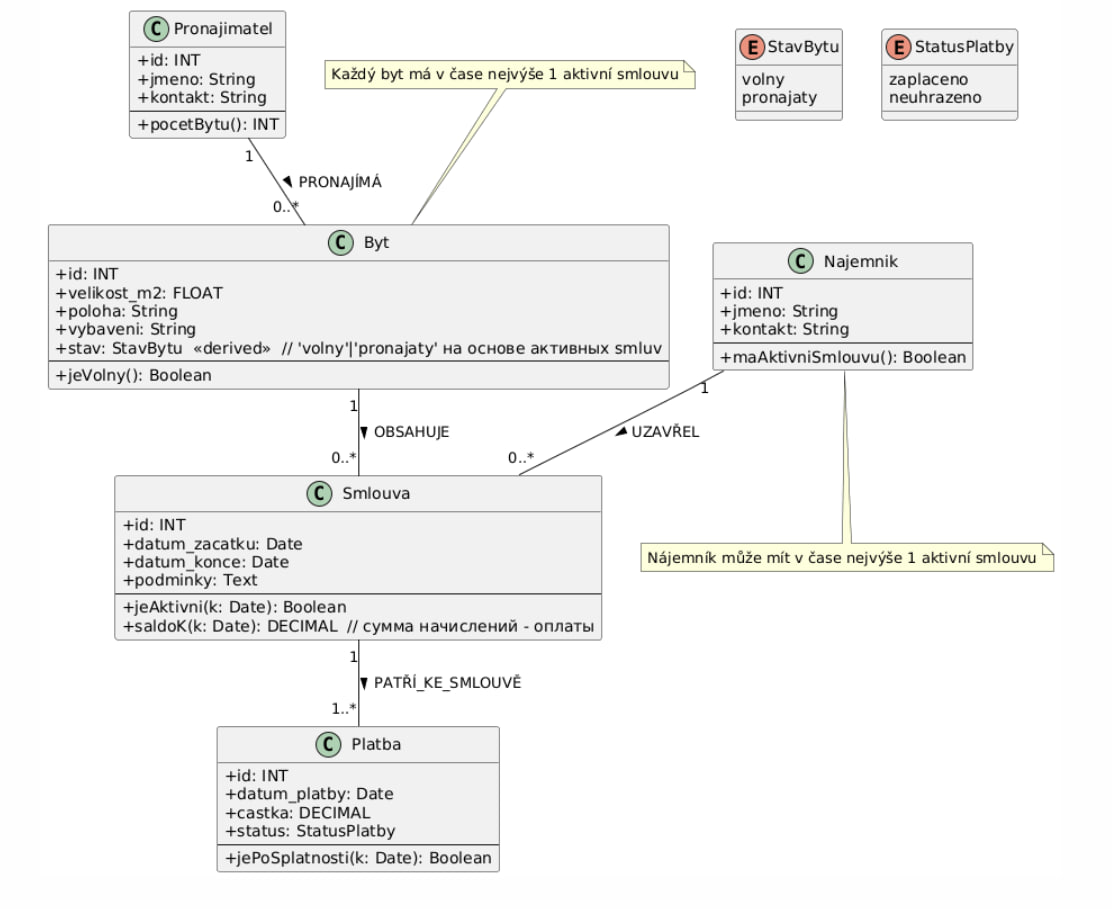 C Pronajimatel
+id: INT
+jmeno: String
+kontakt: String
+pocetBytu(): INT
Každý byt má v čase nejvýše 1 aktivní smlouvu
E StavBytu
volny
pronajaty
E StatusPlatby
zaplaceno
neuhrazeno
1
PRONAJÍMÁ
0..*
C Byt
+id: INT
+velikost_m2: FLOAT
+poloha: String
+vybaveni: String
+stav: StavBytu «derived» // 'volny'|'pronajaty' на основе активных smluv
+jeVolny(): Boolean
C Najemnik
+id: INT
+jmeno: String
+kontakt: String
+maAktivniSmlouvu(): Boolean
1
OBSAHUJE
0..*
1
UZAVŘEL
0..*
C Smlouva
+id: INT
+datum_zacatku: Date
+datum_konce: Date
+podminky: Text
+jeAktivni(k: Date): Boolean
+saldoK(k: Date): DECIMAL // сумма начислений - оплаты
Nájemník může mít v čase nejvýše 1 aktivní smlouvu
1
PATŘÍ_KE_SMLOUVĚ
1..*
C Platba
+id: INT
+datum_platby: Date
+castka: DECIMAL
+status: StatusPlatby
+jePoSplatnosti(k: Date): Boolean